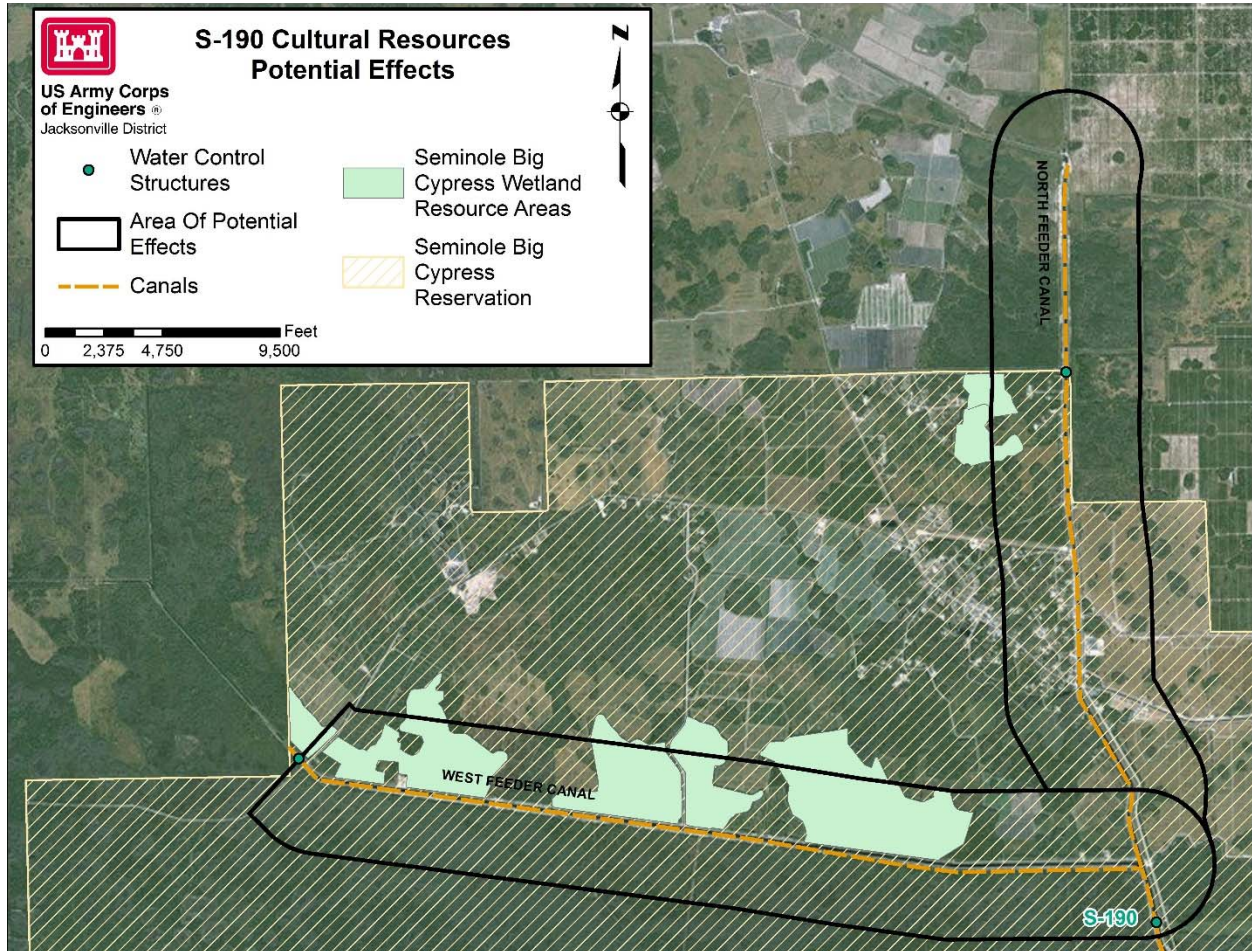 S-190 Cultural Resources
Potential Effects
US Army Corps
of Engineers ®
Jacksonville District
Water Control
Structures
Area Of Potential
Effects
Canals
Seminole Big
Cypress Wetland
Resource Areas
Seminole Big
Cypress
Reservation
Feet
0 2,375 4,750 9,500
N
NORTH FEEDER CANAL
WEST FEEDER CANAL
S-190